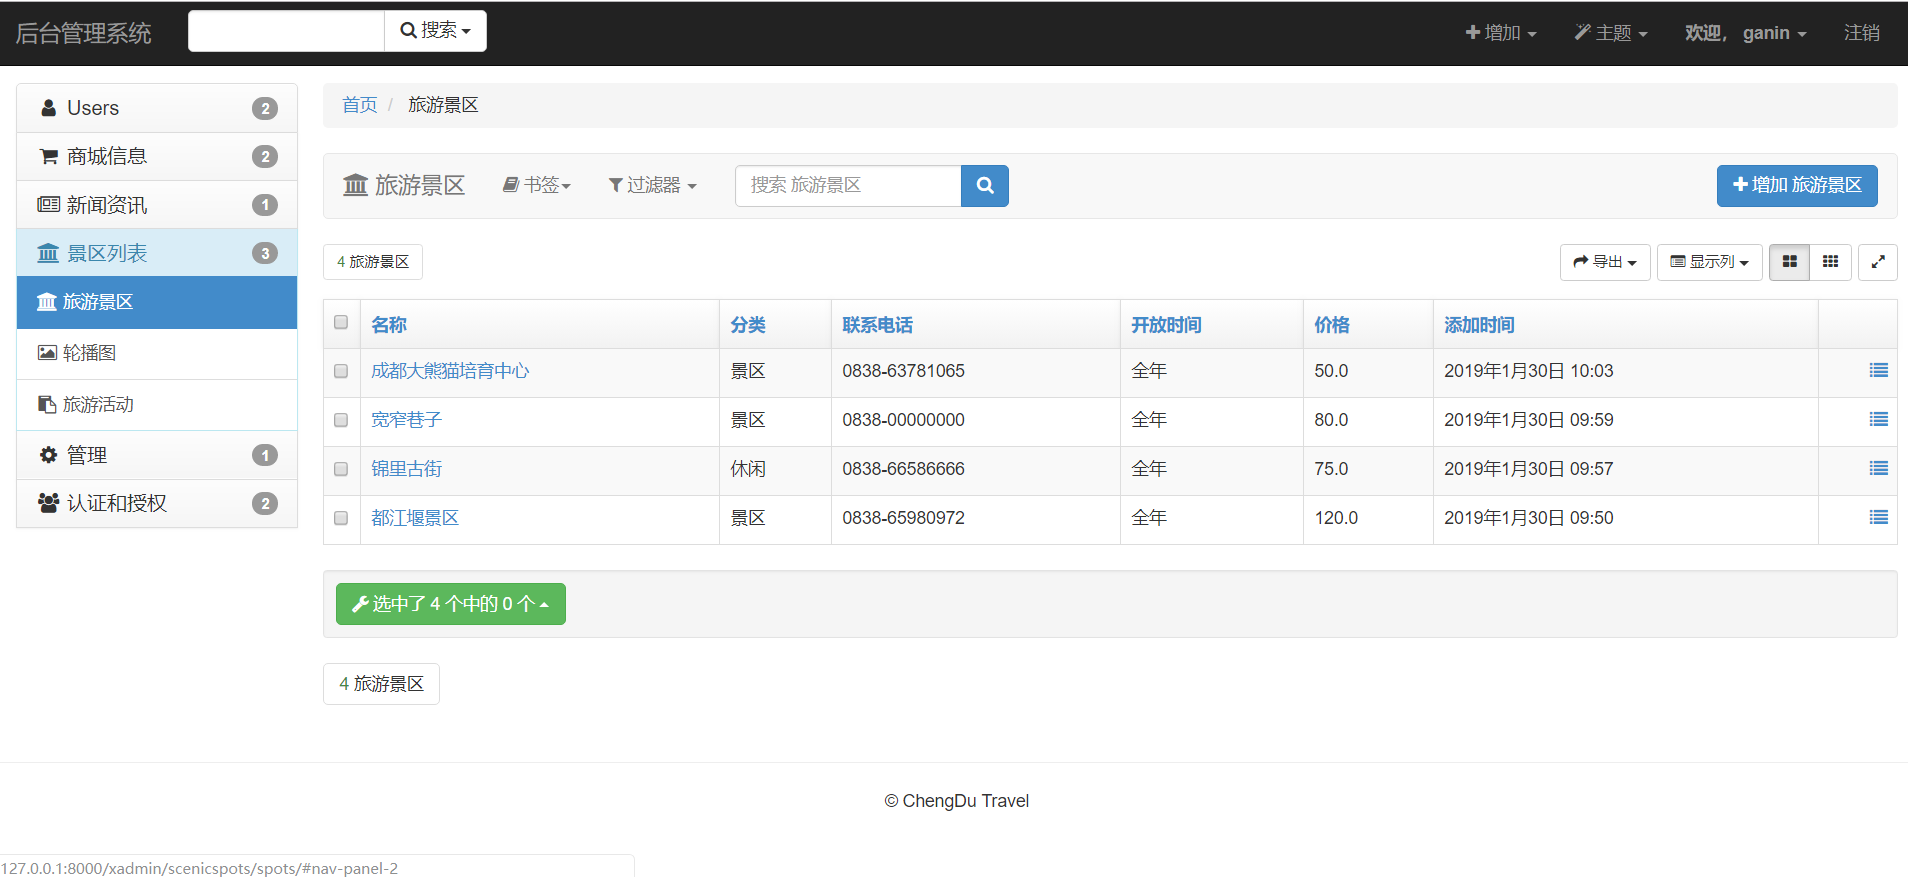 后台管理系统 搜索 增加 主题 欢迎， ganin 注销
Users 2
商城信息 2
新闻资讯 1
景区列表 3
旅游景区
轮播图
旅游活动
管理 1
认证和授权 2
首页 / 旅游景区
旅游景区 书签 过滤器 搜索 旅游景区 增加 旅游景区
4 旅游景区 导出 显示列
名称 分类 联系电话 开放时间 价格 添加时间
成都大熊猫培育中心 景区 0838-63781065 全年 50.0 2019年1月30日 10:03
宽窄巷子 景区 0838-00000000 全年 80.0 2019年1月30日 09:59
锦里古街 休闲 0838-66586666 全年 75.0 2019年1月30日 09:57
都江堰景区 景区 0838-65980972 全年 120.0 2019年1月30日 09:50
选中了 4 个中的 0 个
4 旅游景区
© ChengDu Travel
127.0.0.1:8000/xadmin/scenicspots/spots/#nav-panel-2